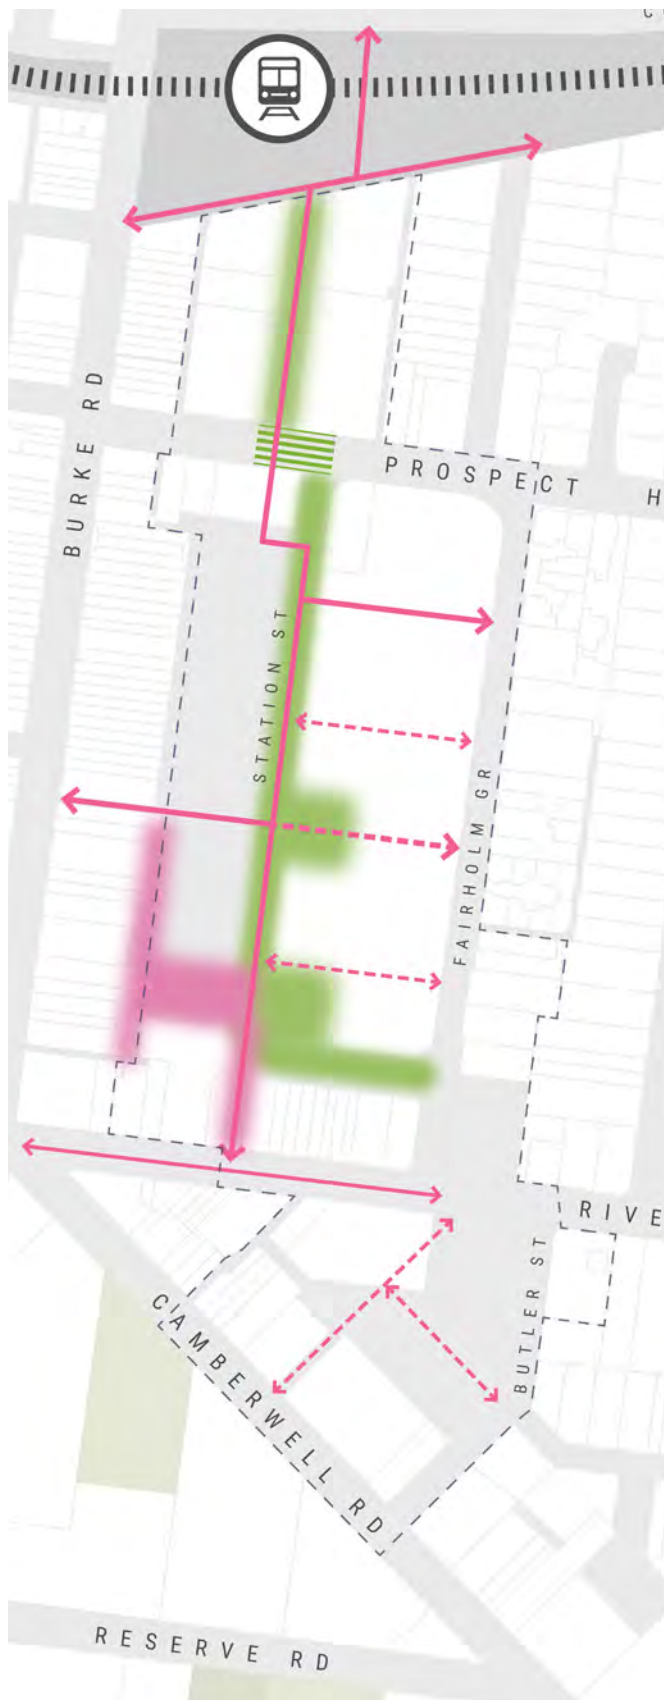 C
BURKE RD
PROSPECT H
STATION ST
FAIRHOLM GR
RIVE
BUTLER ST
CAMBERWELL RD
RESERVE RD